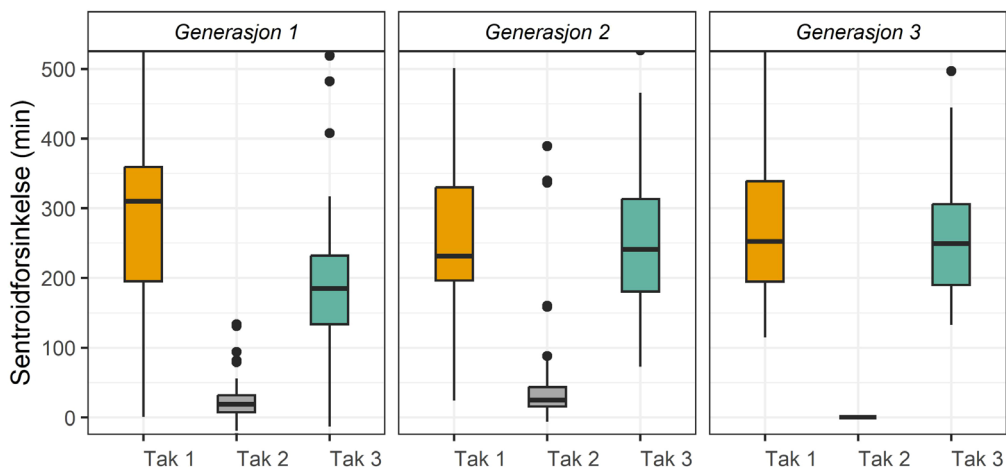 Generasjon 1
Generasjon 2
Generasjon 3
Sentroidforsinkelse (min)
500
400
300
200
100
0
Tak 1 Tak 2 Tak 3
Tak 1 Tak 2 Tak 3
Tak 1 Tak 2 Tak 3